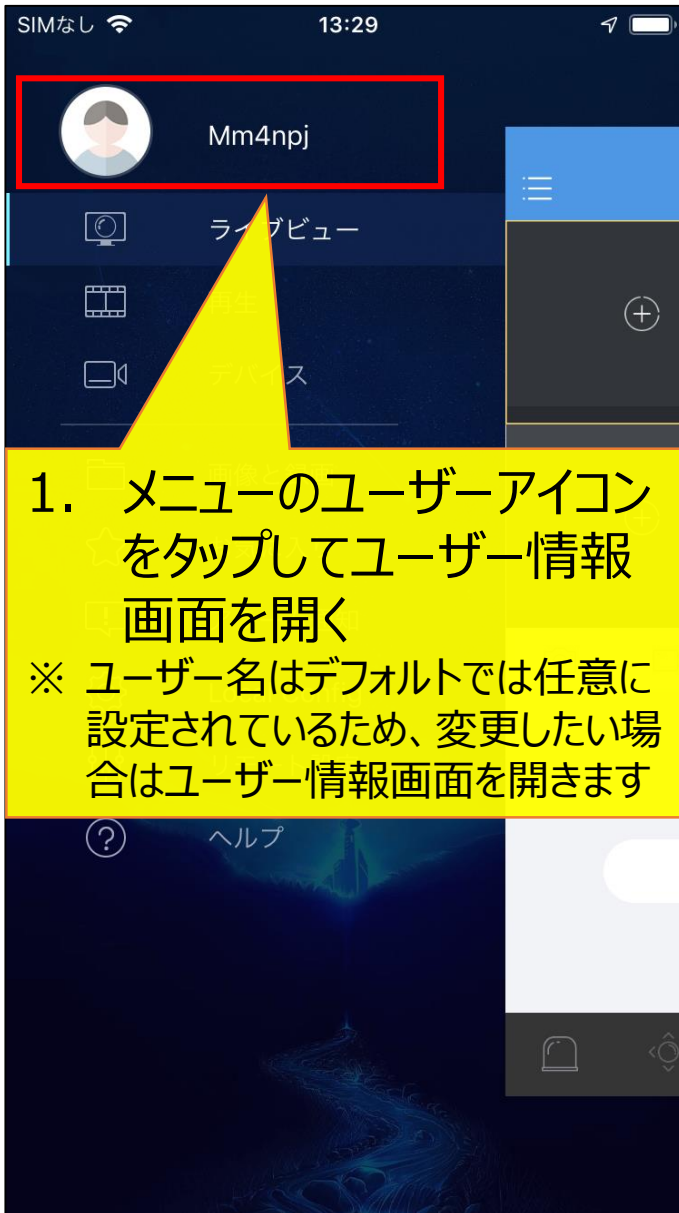 SIMなし 13:29
Mm4npj
ライブビュー
再生
デバイス
1. メニューのユーザーアイコン
をタップしてユーザー情報
画面を開く
※ ユーザー名はデフォルトでは任意に
設定されているため、変更したい場
合はユーザー情報画面を開きます
ヘルプ